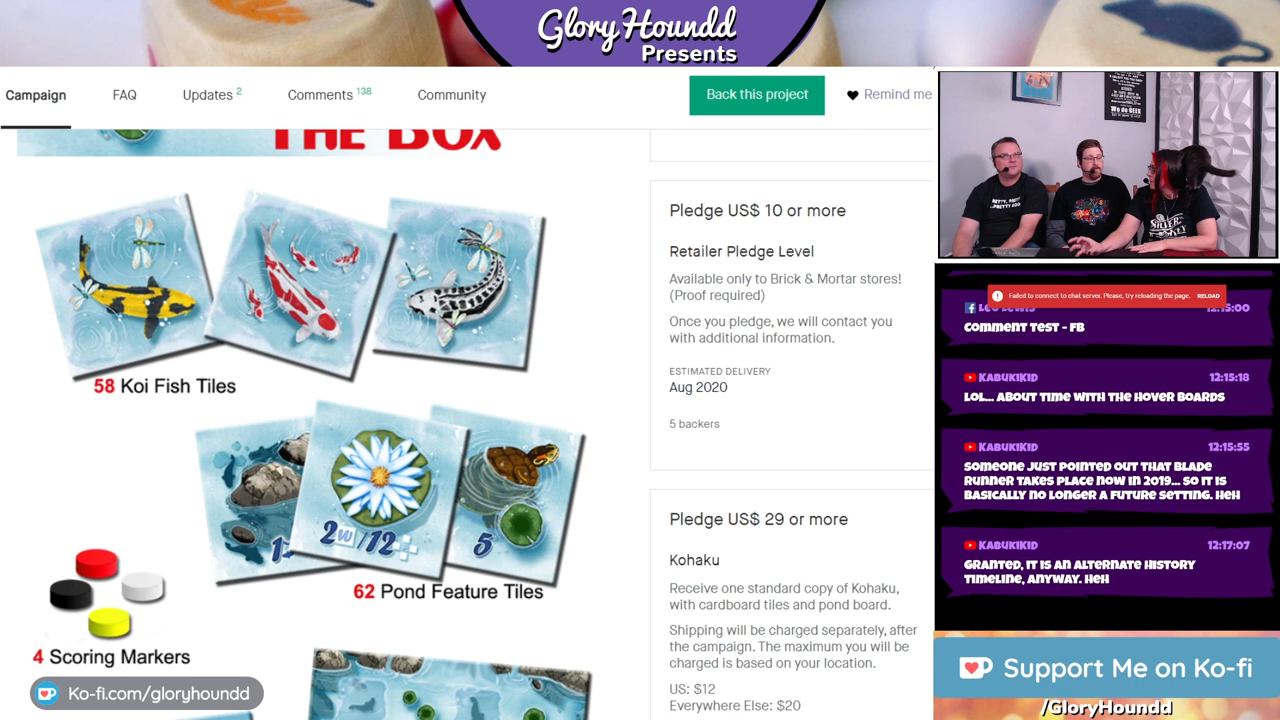 GloryHoundd
Presents
Campaign FAQ Updates 2 Comments 138 Community Back this project Remind me
THE BOX
58 Koi Fish Tiles
2w/12
5
62 Pond Feature Tiles
4 Scoring Markers
Ko-fi.com/gloryhoundd
Pledge US$ 10 or more
Retailer Pledge Level
Available only to Brick & Mortar stores!
(Proof required)
Once you pledge, we will contact you
with additional information.
ESTIMATED DELIVERY
Aug 2020
5 backers
Pledge US$ 29 or more
Kohaku
Receive one standard copy of Kohaku,
with cardboard tiles and pond board.
Shipping will be charged separately, after
the campaign. The maximum you will be
charged is based on your location.
US: $12
Everywhere Else: $20
Failed to connect to chat server. Please, try reloading the page. RELOAD
12:15:00
Comment Test - FB
KabukiKid 12:15:18
LOL... About time with the hover boards
KabukiKid 12:15:55
Someone just pointed out that Blade
Runner takes place now in 2019... so it is
basically no longer a future setting. Heh
KabukiKid 12:17:07
Granted, it is an alternate history
timeline, anyway. Heh
Support Me on Ko-fi
/GloryHoundd